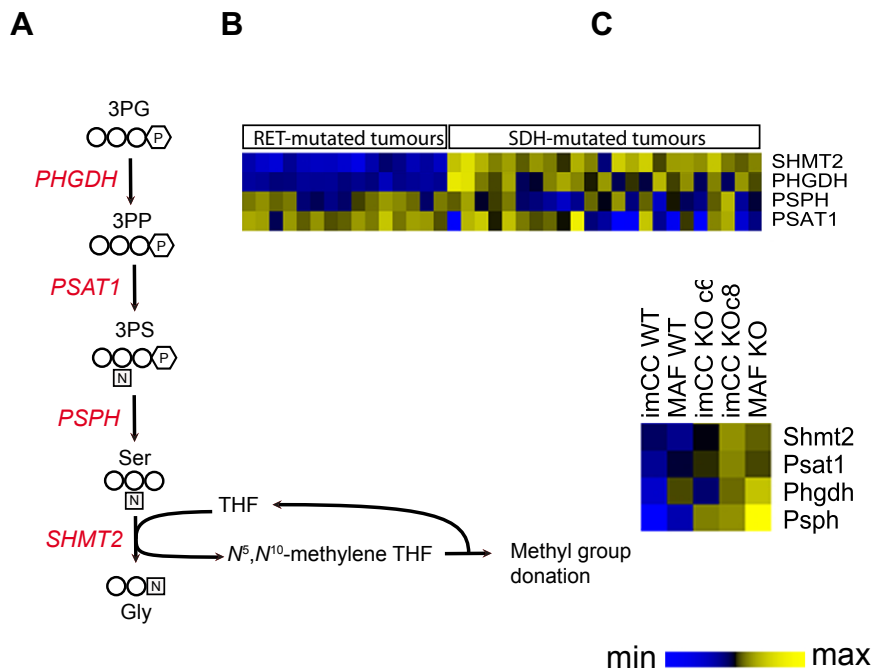 A
B
C
3PG
P
PHGDH
3PP
P
PSAT1
3PS
P
N
PSPH
Ser
N
SHMT2
THF
N⁵,N¹⁰-methylene THF
Methyl group
donation
N
Gly
RET-mutated tumours
SDH-mutated tumours
SHMT2
PHGDH
PSPH
PSAT1
imCC WT
MAF WT
imCC KO c6
imCC KOc8
MAF KO
Shmt2
Psat1
Phgdh
Psph
min
max